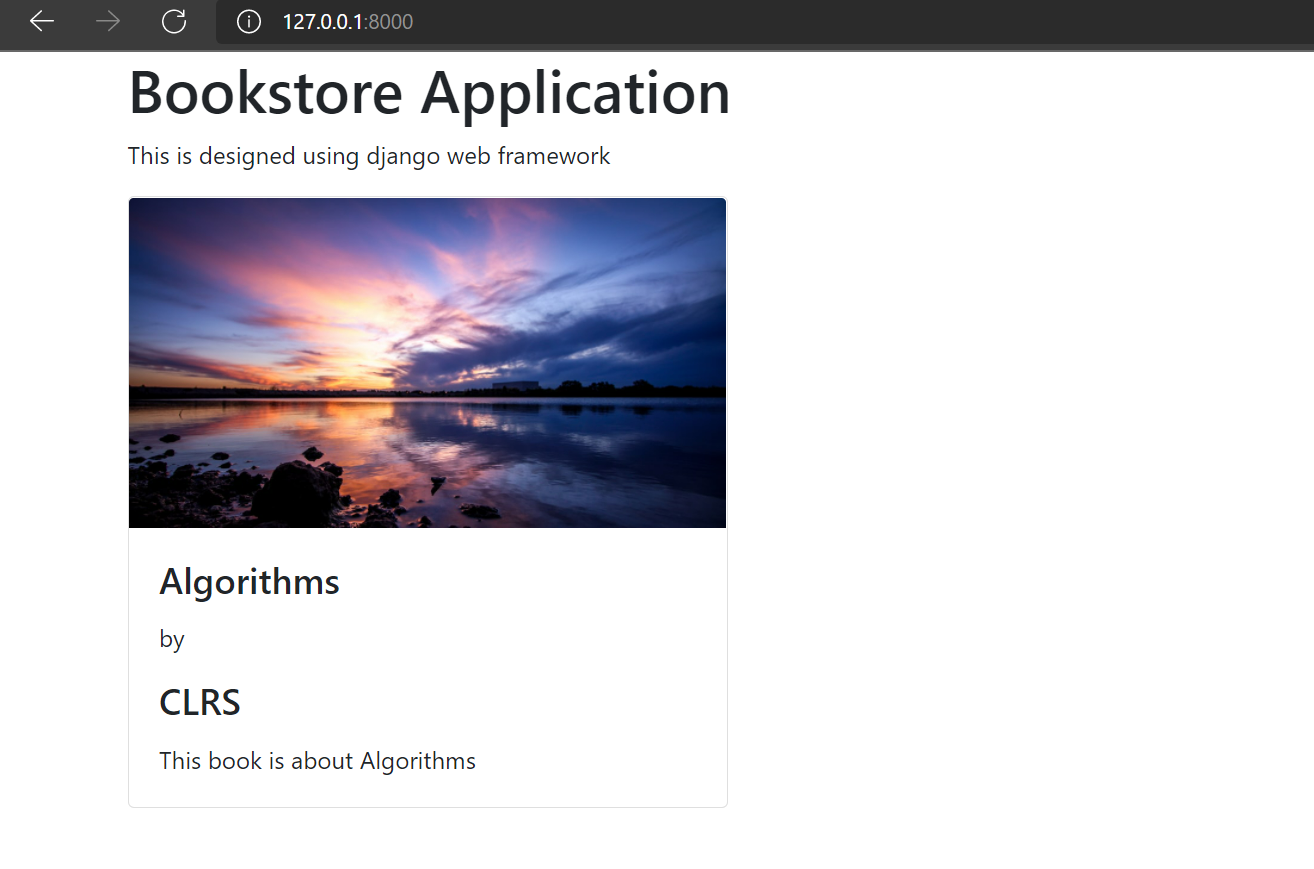 127.0.0.1:8000
Bookstore Application
This is designed using django web framework
Algorithms
by
CLRS
This book is about Algorithms